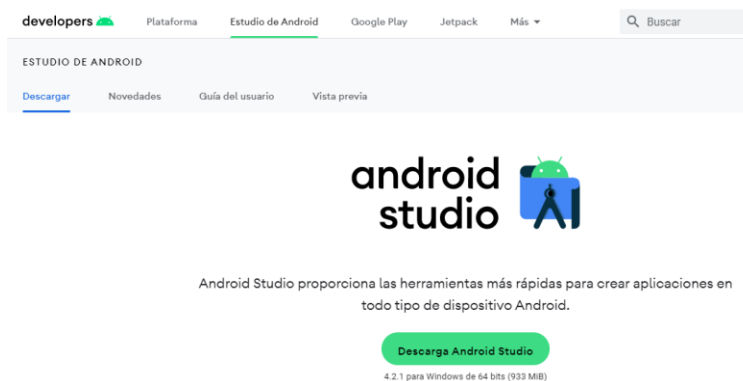 developers Plataforma Estudio de Android Google Play Jetpack Más Buscar
ESTUDIO DE ANDROID
Descargar Novedades Guía del usuario Vista previa
android
studio
Android Studio proporciona las herramientas más rápidas para crear aplicaciones en
todo tipo de dispositivo Android.
Descarga Android Studio
4.2.1 para Windows de 64 bits (933 MiB)